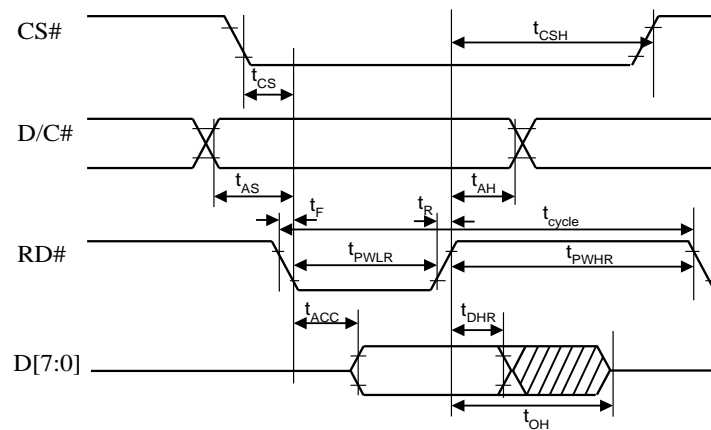 CS#
tCSH
tCS
D/C#
tAS
tAH
tF
tR
tcycle
RD#
tPWLR
tPWHR
tACC
tDHR
D[7:0]
tOH